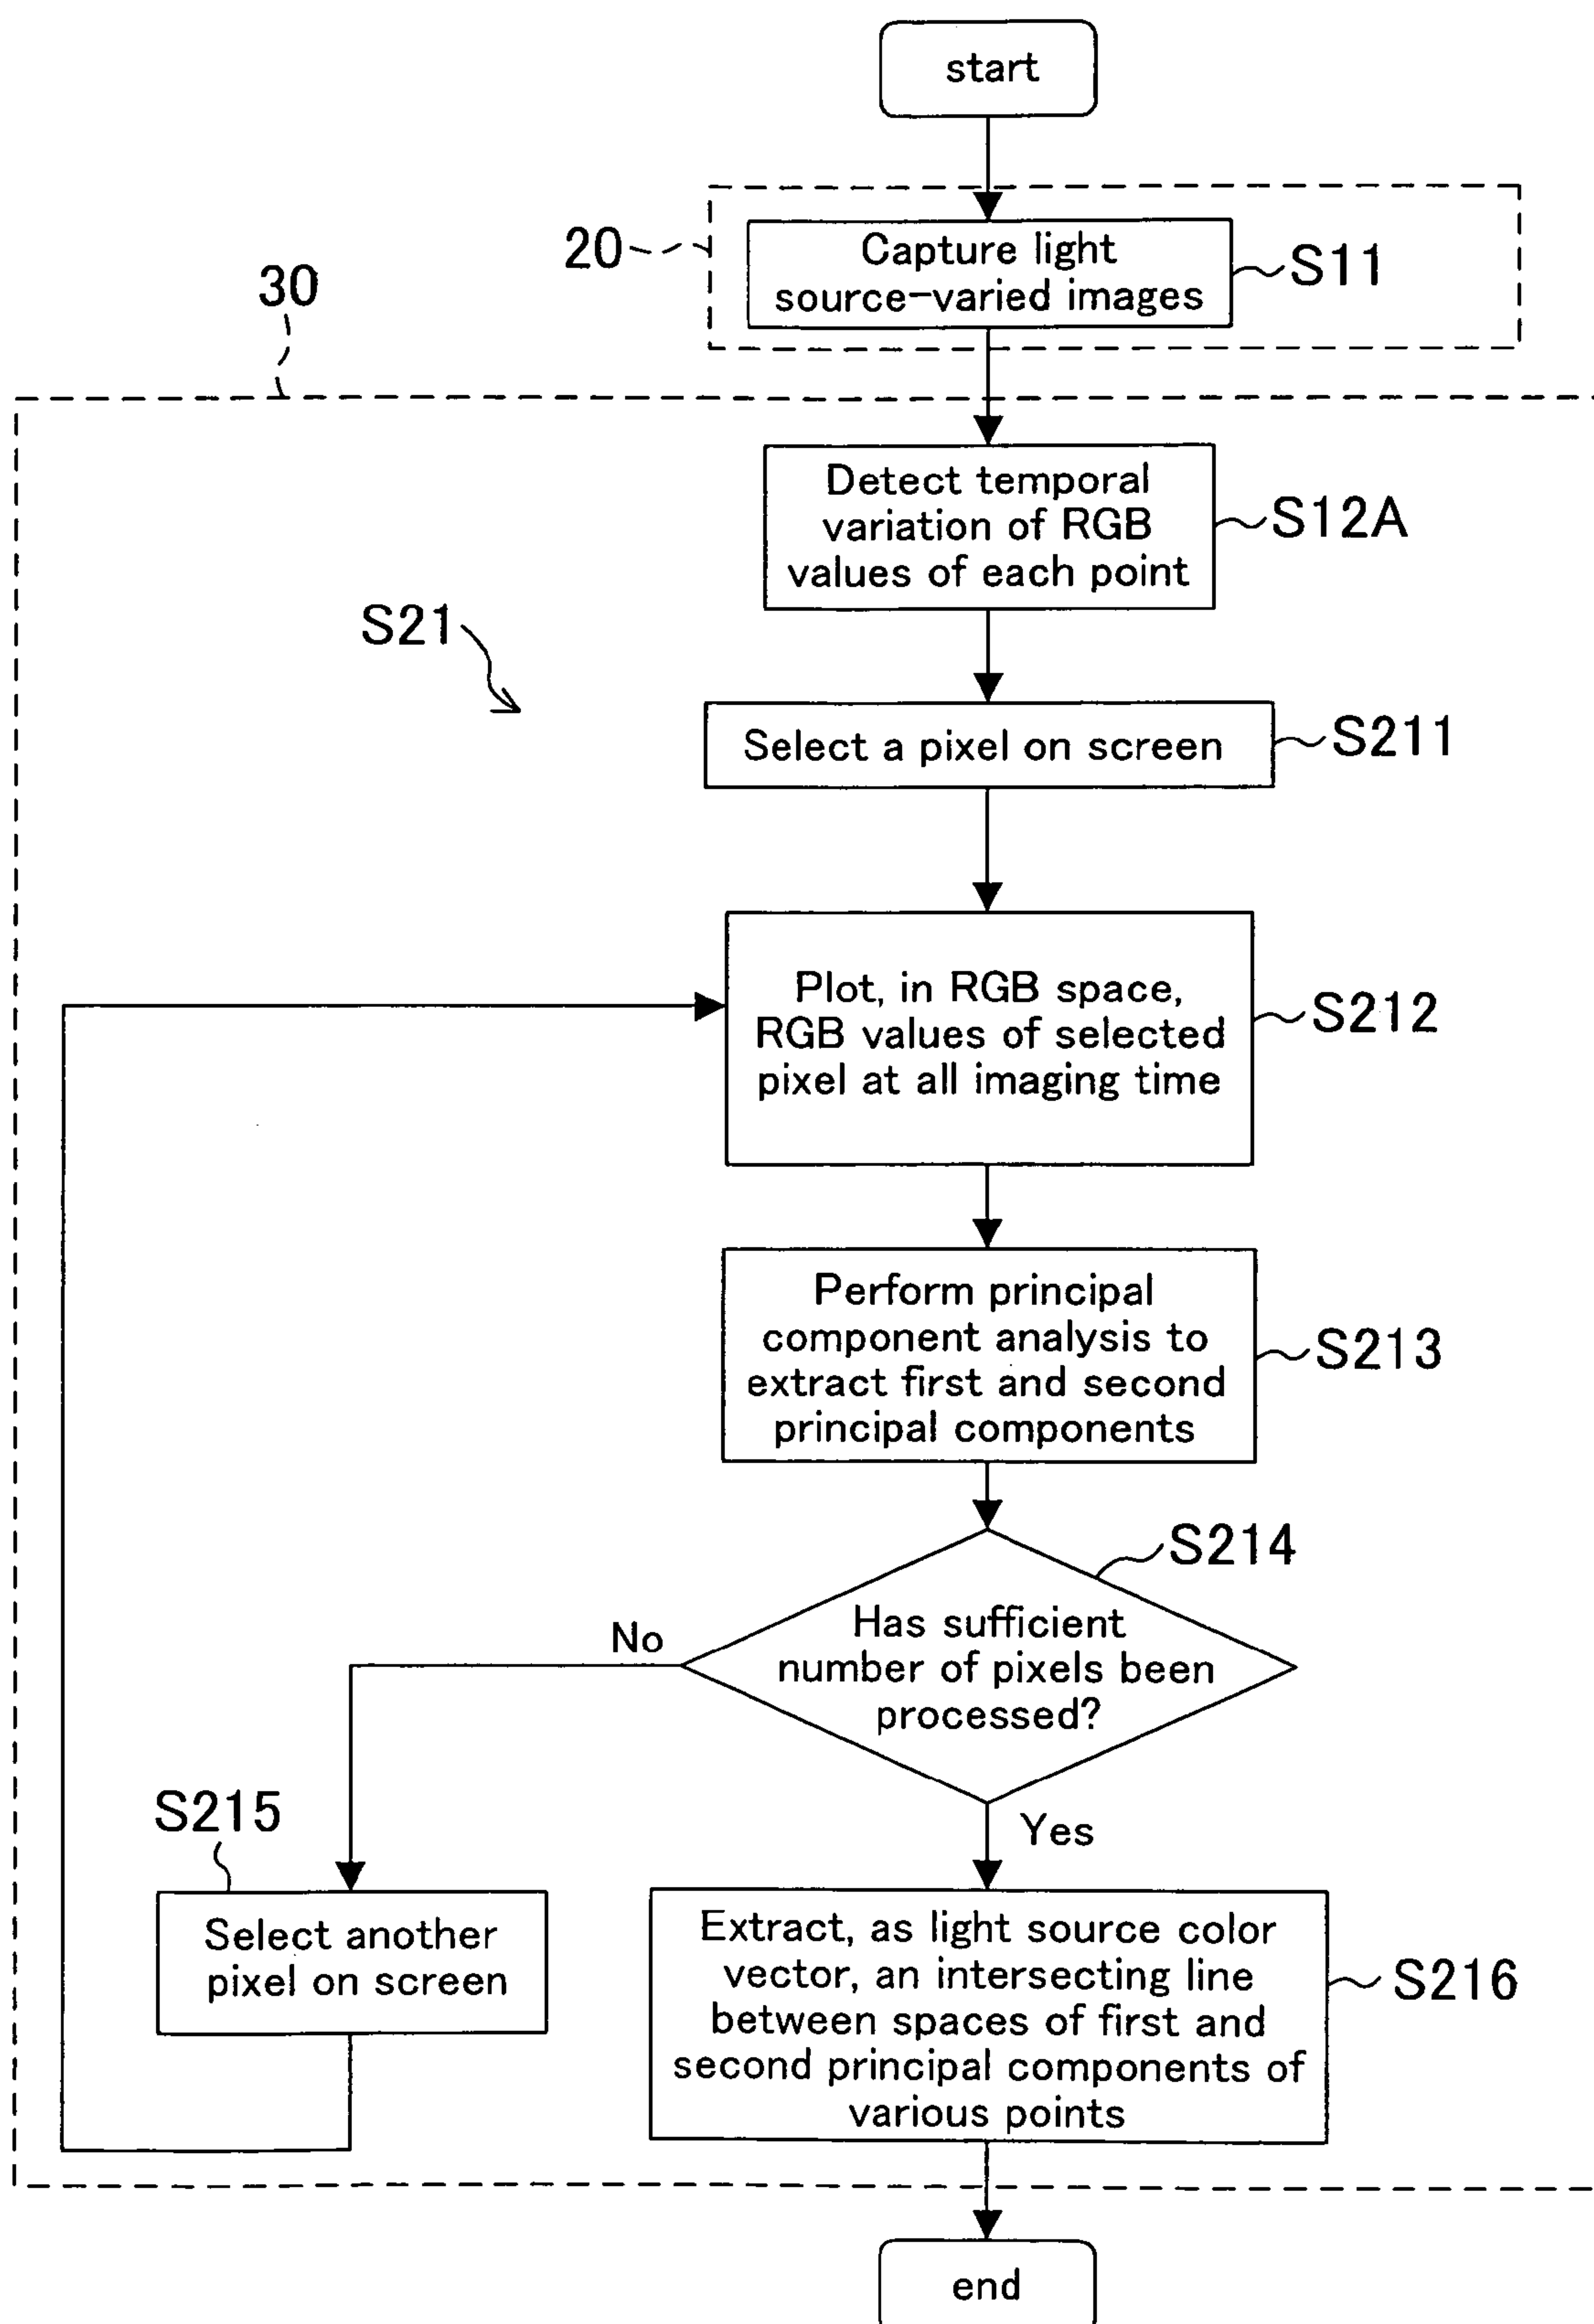 start
20
Capture light
source-varied images
S11
30
Detect temporal
variation of RGB
values of each point
S12A
S21
Select a pixel on screen
S211
Plot, in RGB space,
RGB values of selected
pixel at all imaging time
S212
Perform principal
component analysis to
extract first and second
principal components
S213
S214
Has sufficient
number of pixels been
processed?
No
Yes
S215
Select another
pixel on screen
Extract, as light source color
vector, an intersecting line
between spaces of first and
second principal components of
various points
S216
end